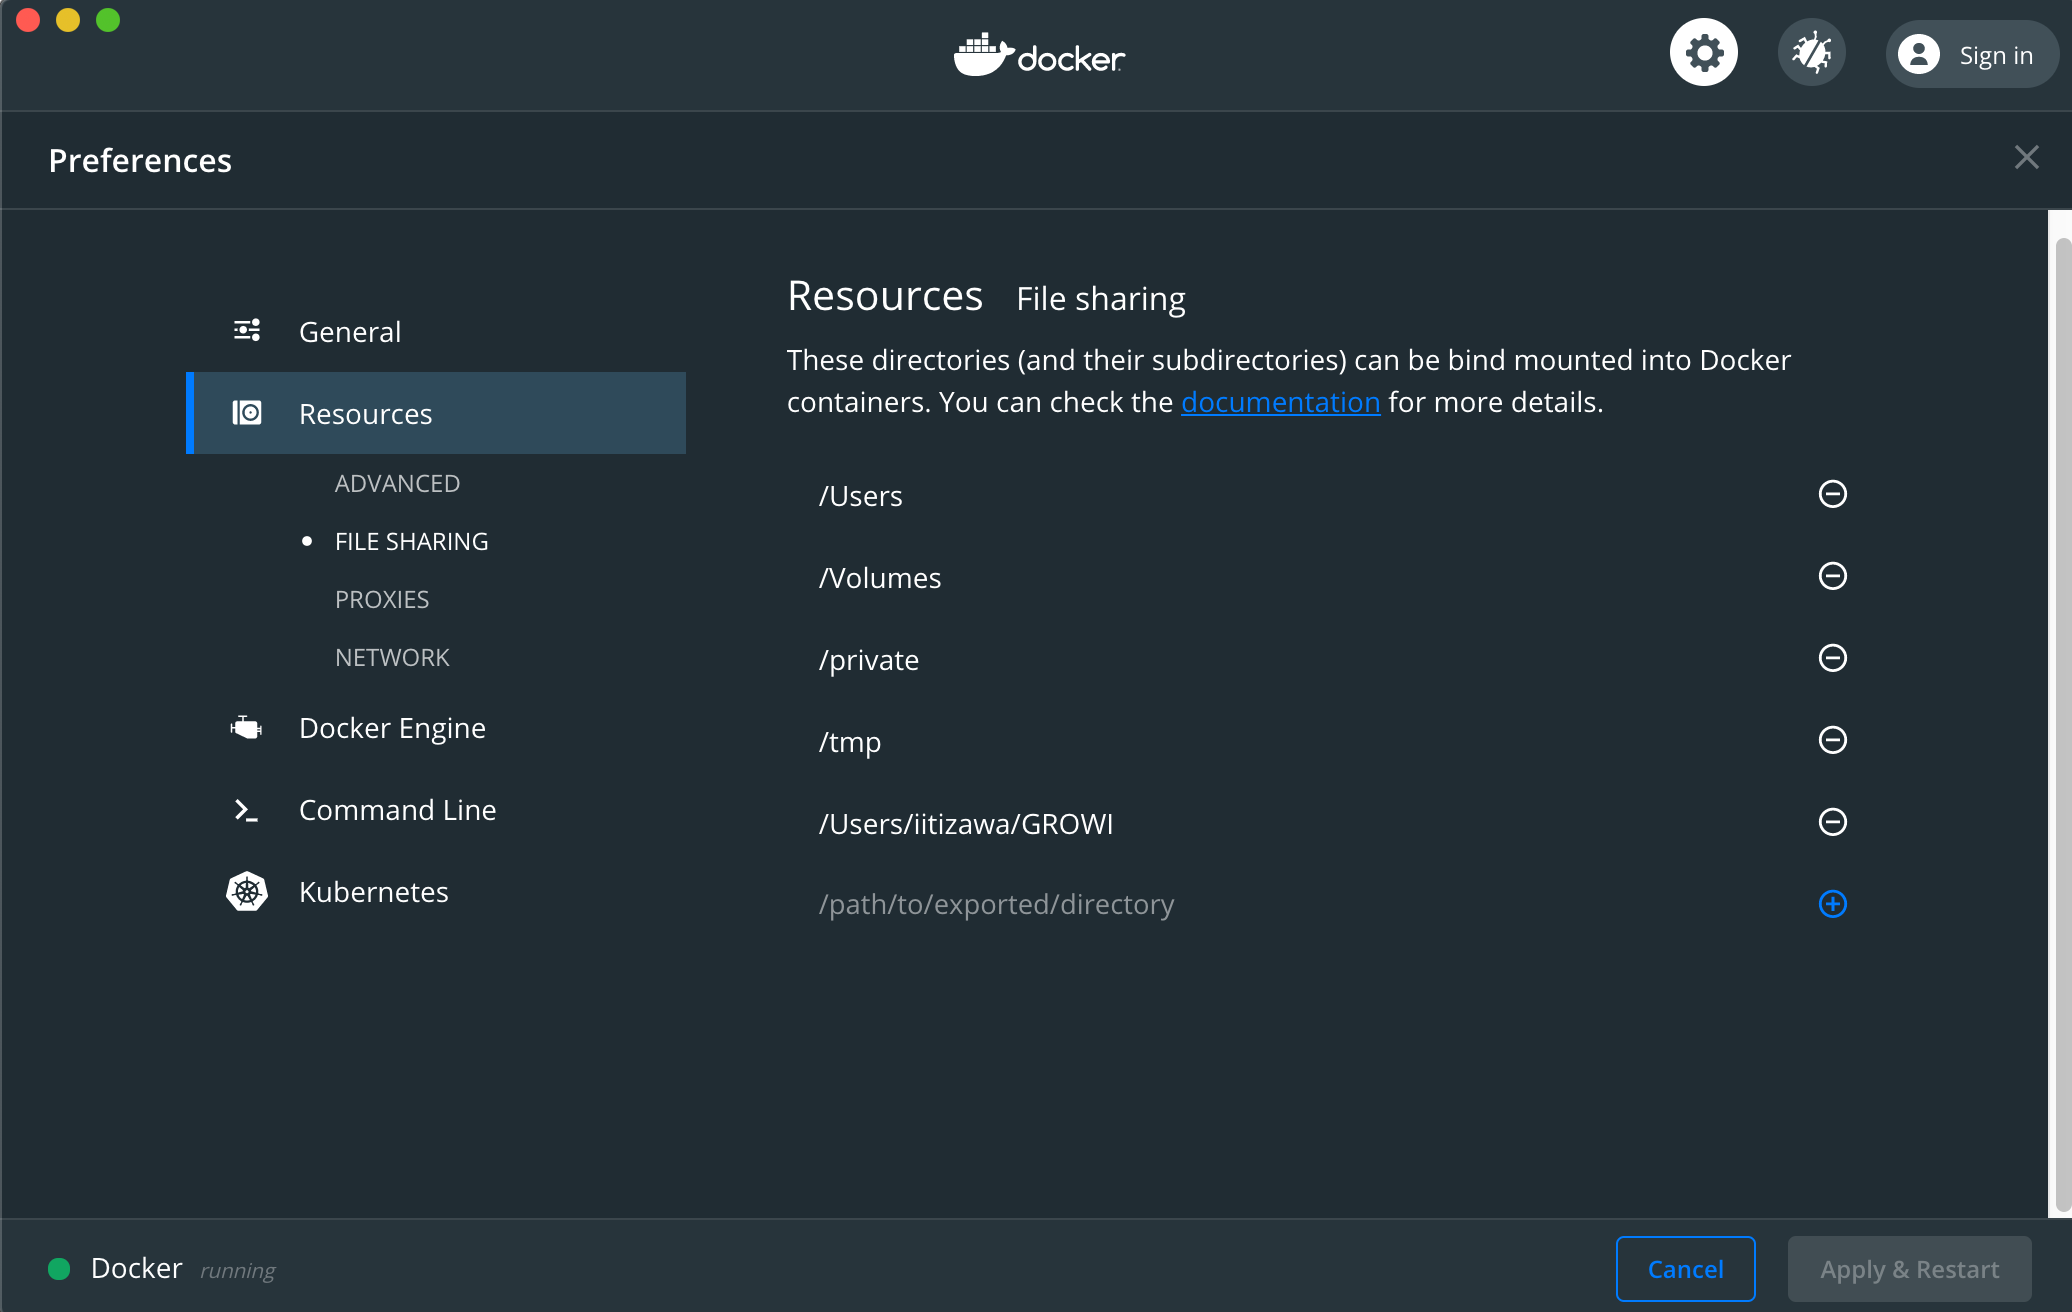 docker
Sign in
Preferences
General
Resources
ADVANCED
FILE SHARING
PROXIES
NETWORK
Docker Engine
Command Line
Kubernetes
Resources File sharing
These directories (and their subdirectories) can be bind mounted into Docker
containers. You can check the documentation for more details.
/Users
/Volumes
/private
/tmp
/Users/iitizawa/GROWI
/path/to/exported/directory
Docker running
Cancel
Apply & Restart